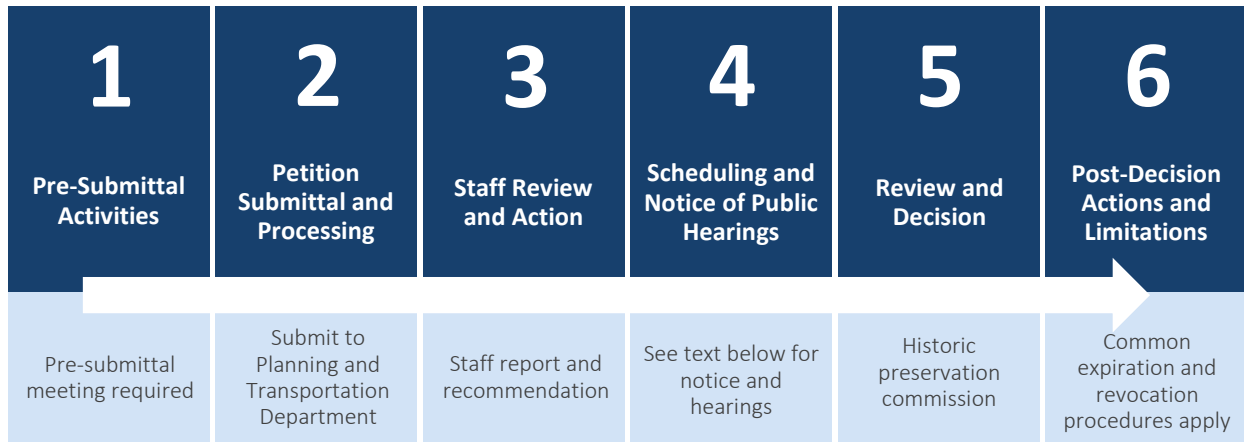 1
Pre-Submittal
Activities
Pre-submittal
meeting required
2
Petition
Submittal and
Processing
Submit to
Planning and
Transportation
Department
3
Staff Review
and Action
Staff report and
recommendation
4
Scheduling and
Notice of Public
Hearings
See text below for
notice and
hearings
5
Review and
Decision
Historic
preservation
commission
6
Post-Decision
Actions and
Limitations
Common
expiration and
revocation
procedures apply